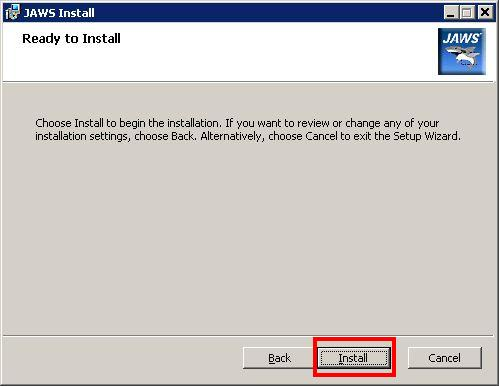 JAWS Install
Ready to Install
JAWS
Choose Install to begin the installation. If you want to review or change any of your
installation settings, choose Back. Alternatively, choose Cancel to exit the Setup Wizard.
Back
Install
Cancel